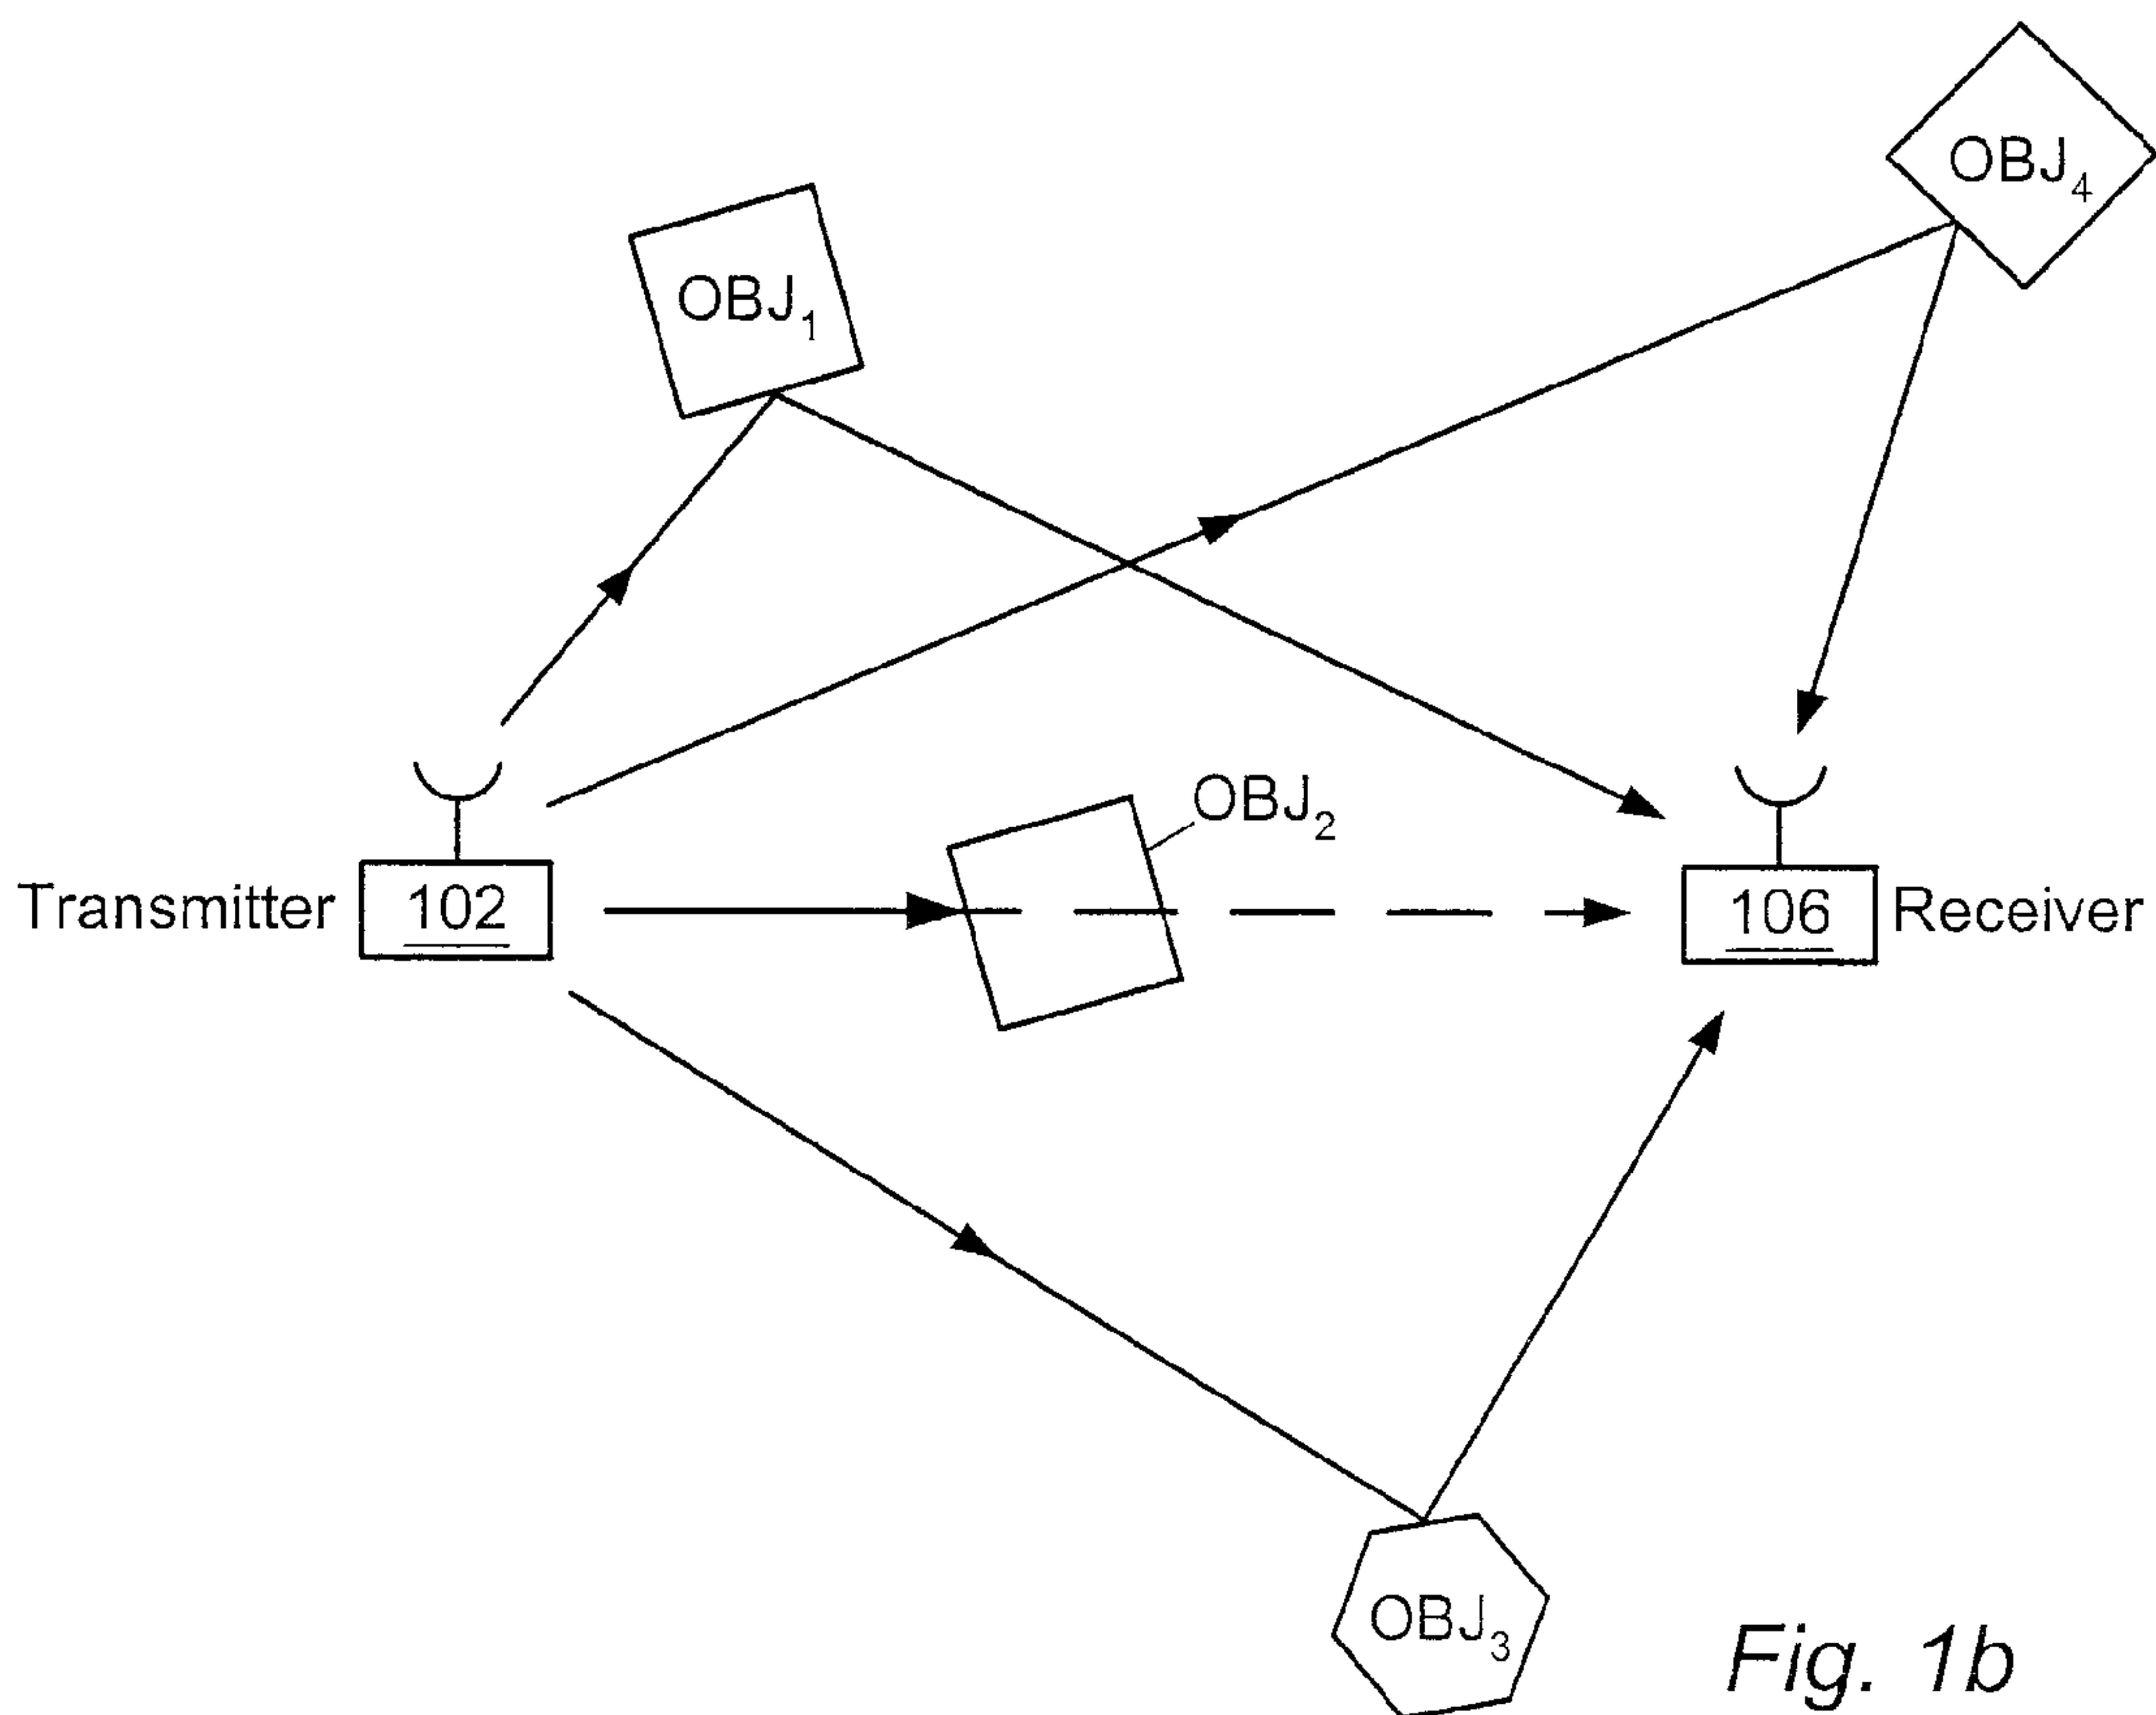 OBJ₄
OBJ₁
OBJ₂
Transmitter 102
106 Receiver
OBJ₃
Fig. 1b